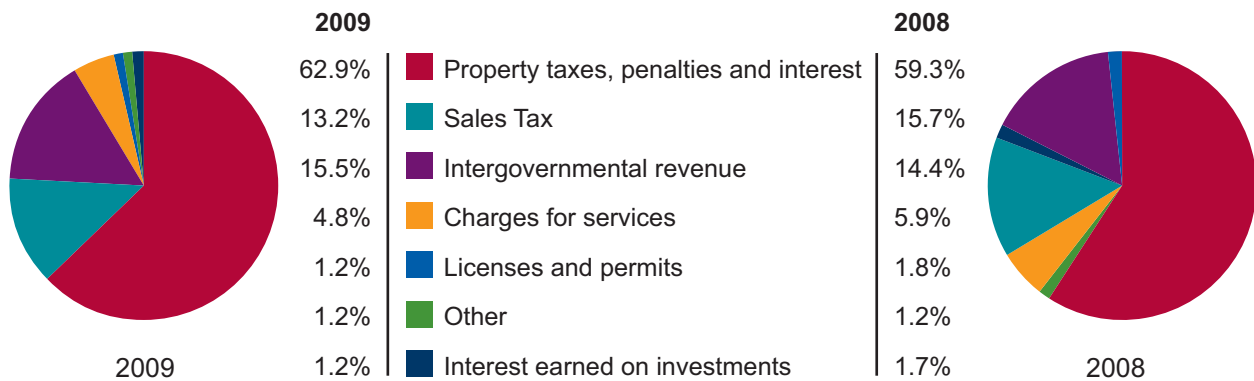 2009 2008
62.9% Property taxes, penalties and interest 59.3%
13.2% Sales Tax 15.7%
15.5% Intergovernmental revenue 14.4%
4.8% Charges for services 5.9%
1.2% Licenses and permits 1.8%
1.2% Other 1.2%
1.2% Interest earned on investments 1.7%
2009 2008